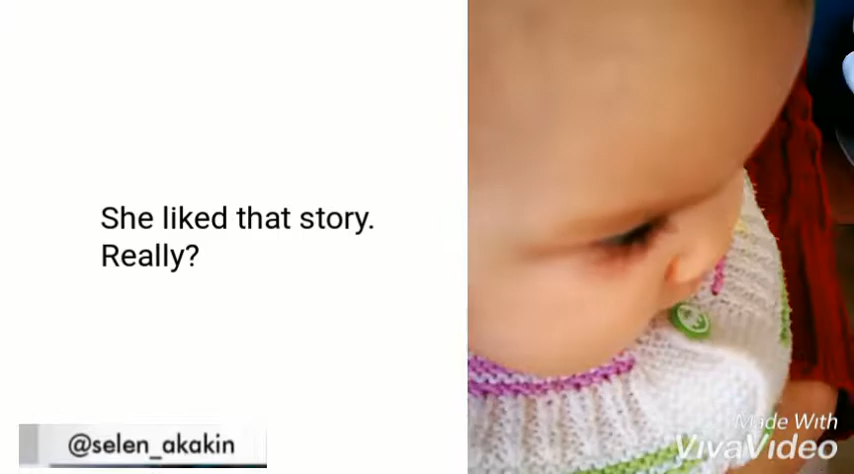 She liked that story.
Really?
@selen_akakin
Made With
VivaVideo